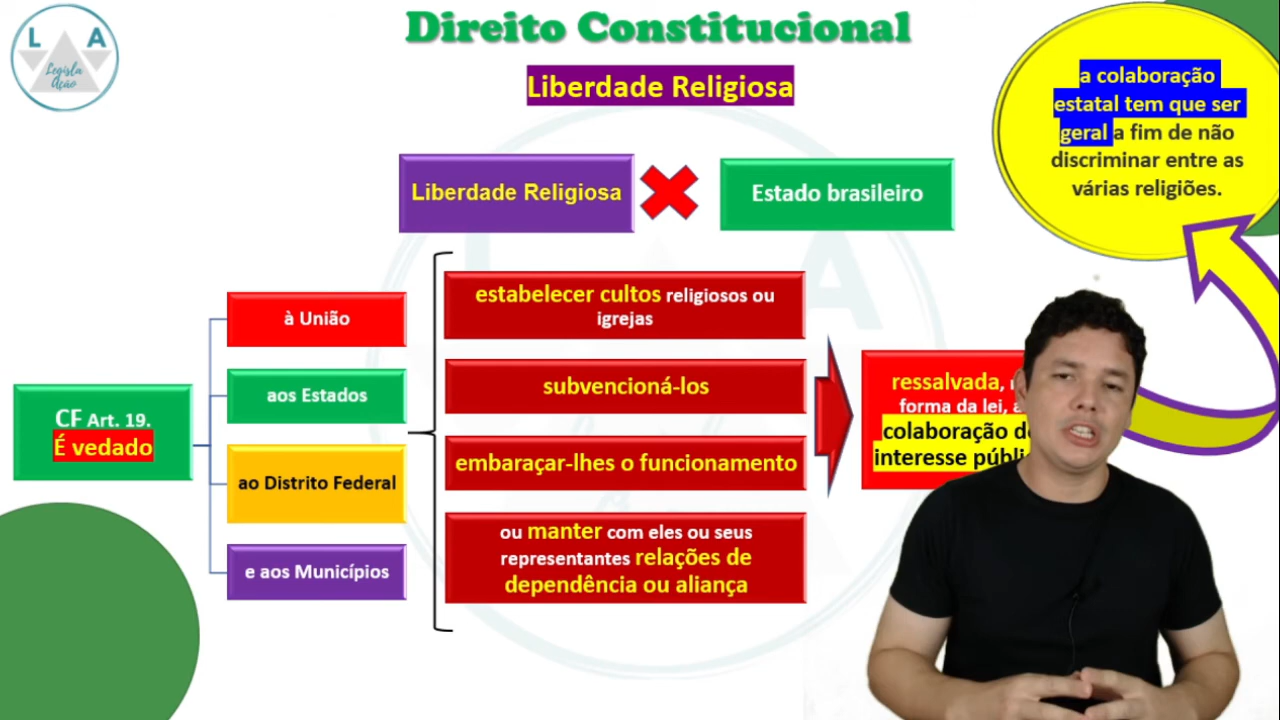 L A
Legisla
Ação
Direito Constitucional
Liberdade Religiosa
a colaboração
estatal tem que ser
geral a fim de não
discriminar entre as
várias religiões.
Liberdade Religiosa
Estado brasileiro
CF Art. 19.
É vedado
à União
aos Estados
ao Distrito Federal
e aos Municípios
estabelecer cultos religiosos ou
igrejas
subvencioná-los
embaraçar-lhes o funcionamento
ou manter com eles ou seus
representantes relações de
dependência ou aliança
ressalvada,
forma da lei,
colaboração
interesse